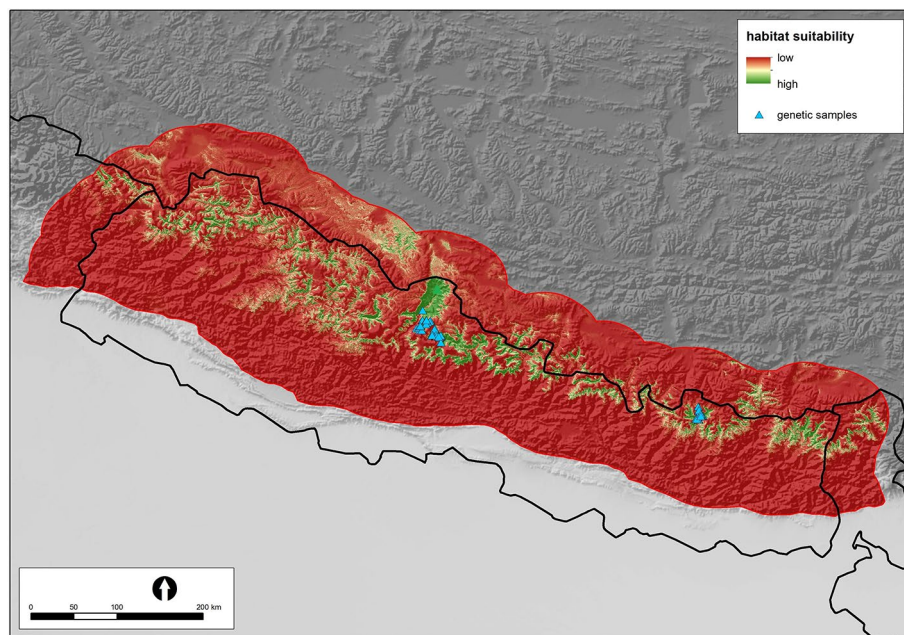 habitat suitability
low
high
genetic samples
0 50 100 200 km